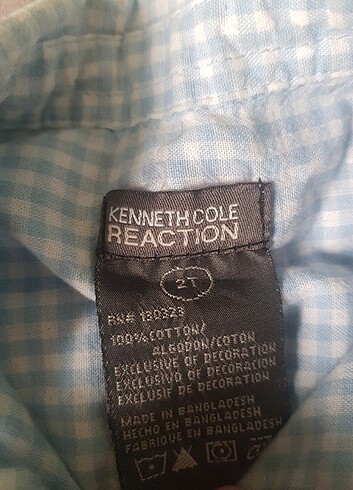 KENNETH COLE
REACTION
2T
RN# 130323
100% COTTON/
ALGODON/COTON
EXCLUSIVE OF DECORATION
EXCLUSIVO DE DECORACION
EXCLUSIF DE DECORATION
MADE IN BANGLADESH
HECHO EN BANGLADESH
FABRIQUE EN BANGLADESH